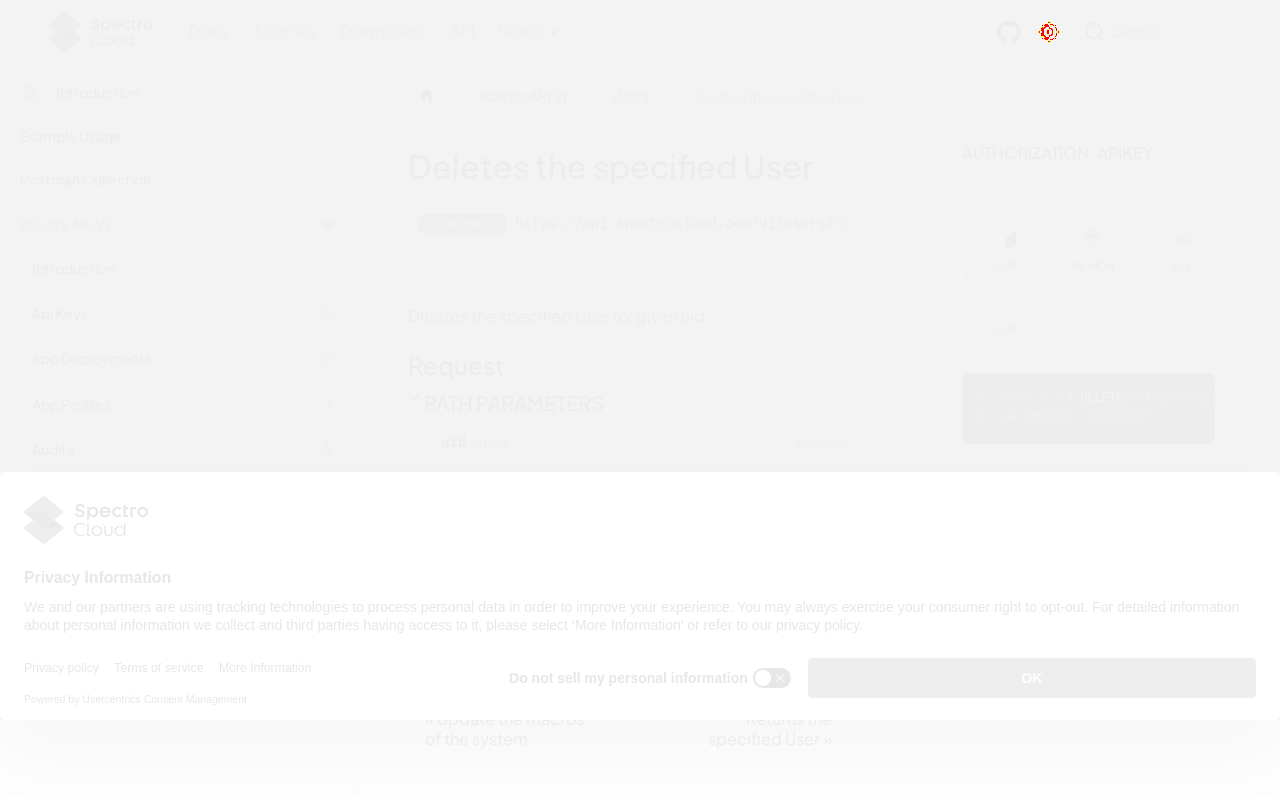 Spectro Cloud
Docs Tutorials Downloads API latest
Search
Introduction
Example Usage
Postman Collection
Palette API V1
Introduction
Api Keys
App Deployments
App Profiles
Audits
Palette API V1
Users
Deletes the specified User
Deletes the specified User
https://api.spectrocloud.com/v1/users/:u
Deletes the specified User for given uid
Request
PATH PARAMETERS
uid string REQUIRED
AUTHORIZATION: APIKEY
CURL PYTHON GO
CURL
DELETE
« Update the macros
of the system
Returns the
specified User »
Spectro
Cloud
Privacy Information
We and our partners are using tracking technologies to process personal data in order to improve your experience. You may always exercise your consumer right to opt-out. For detailed information
about personal information we collect and third parties having access to it, please select 'More Information' or refer to our privacy policy.
Privacy policy Terms of service More Information
Do not sell my personal information
OK
Powered by Usercentrics Consent Management